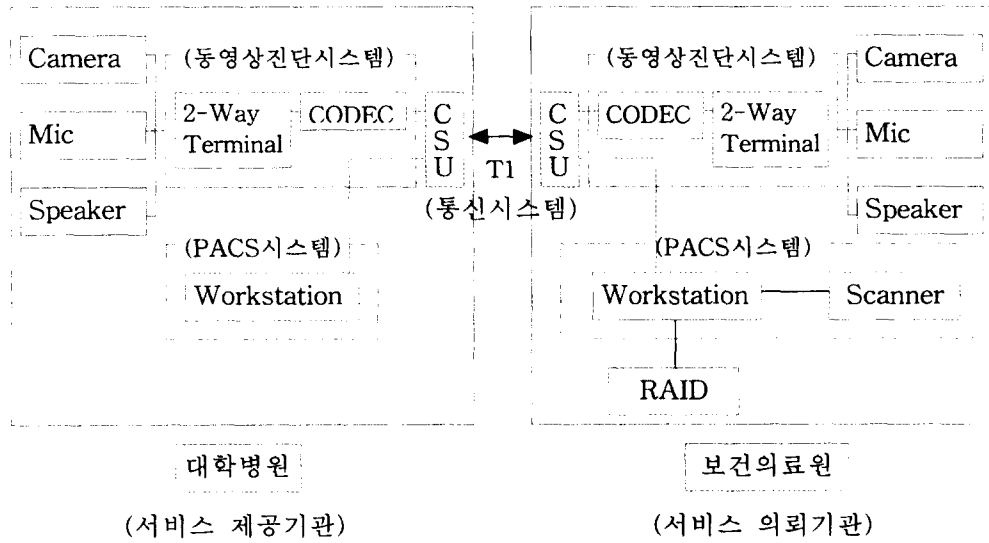 Camera
(동영상진단시스템)
2-Way
Terminal
CODEC
C
S
U
Mic
Speaker
(PACS시스템)
Workstation
T1
(통신시스템)
(동영상진단시스템)
Camera
C
S
U
CODEC
2-Way
Terminal
Mic
Speaker
(PACS시스템)
Workstation
Scanner
RAID
대학병원
(서비스 제공기관)
보건의료원
(서비스 의뢰기관)